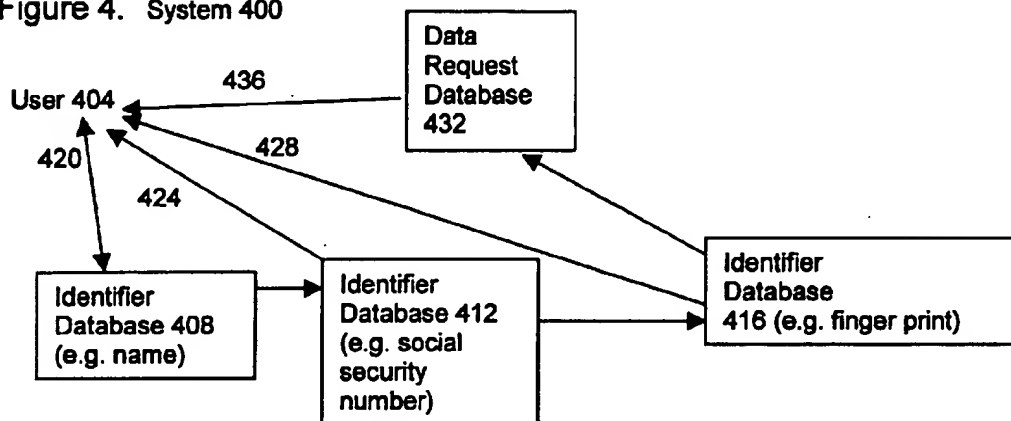 Figure 4. System 400
Data
Request
Database
432
436
User 404
428
420
424
Identifier
Database 408
(e.g. name)
Identifier
Database 412
(e.g. social
security
number)
Identifier
Database
416 (e.g. finger print)